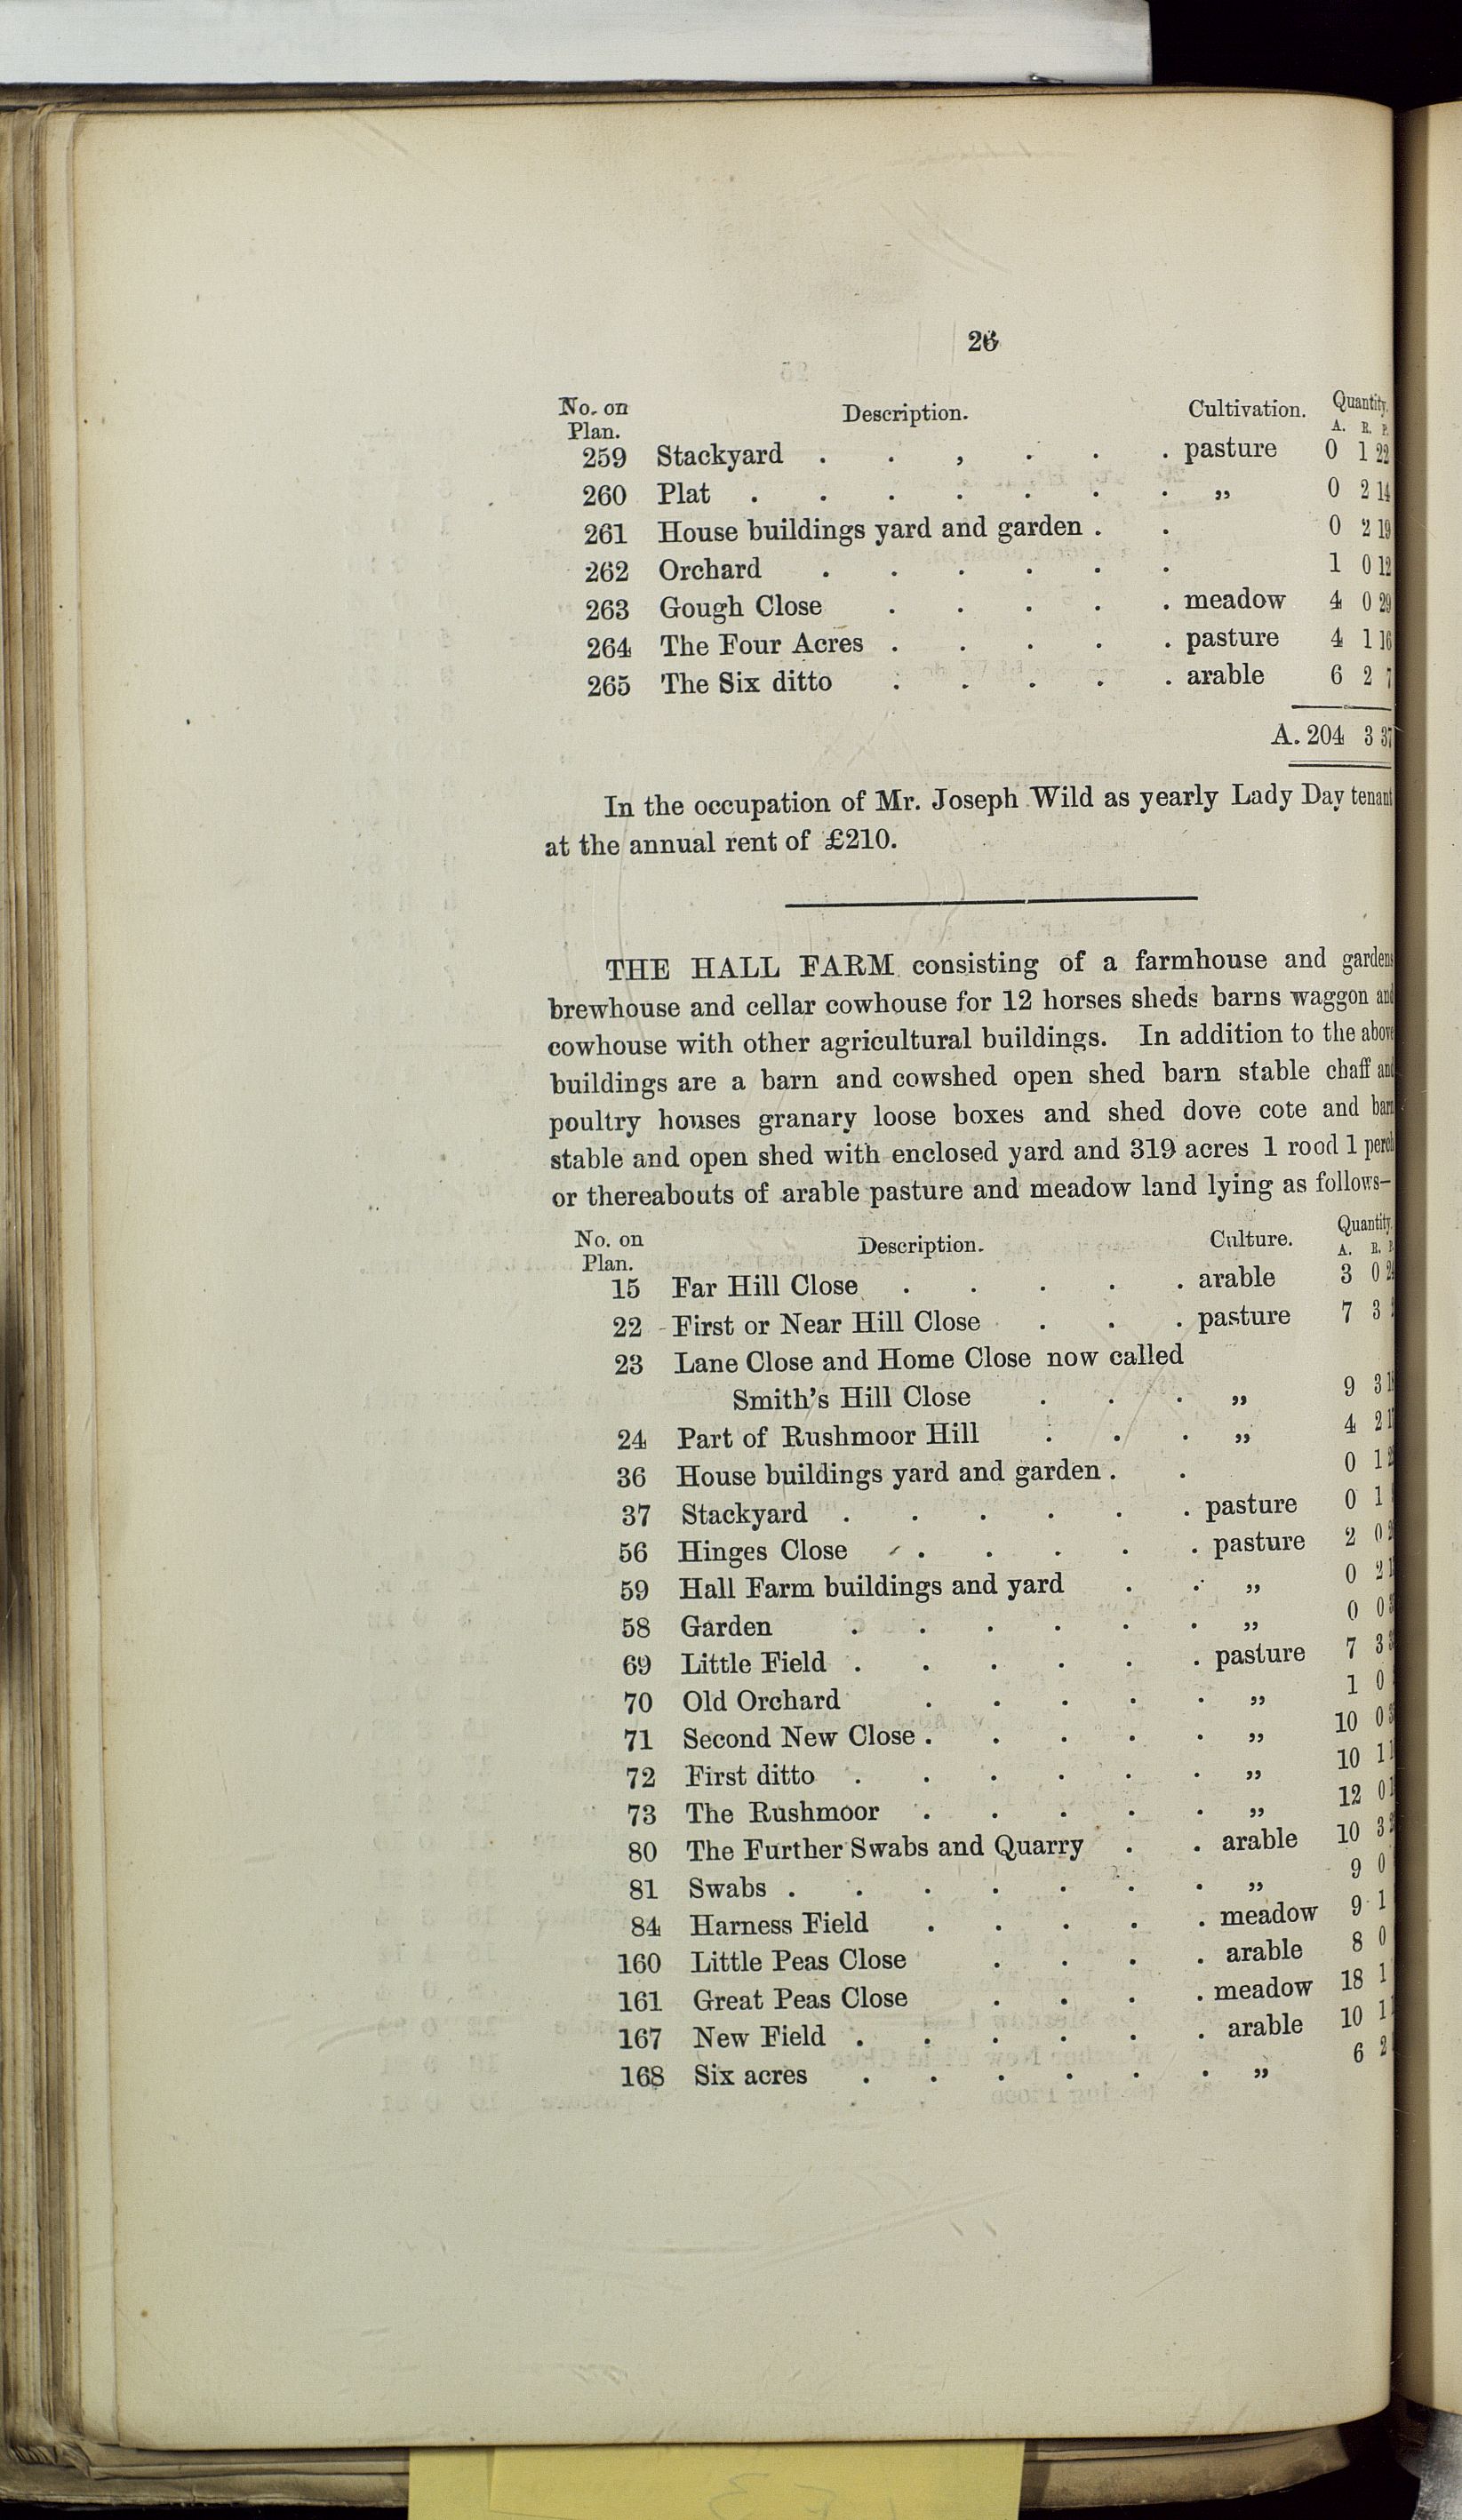 26
No. on Plan. Description. Cultivation. Quantity.
A. R. P.
259 Stackyard . . , . . . pasture 0 1 22
260 Plat . . . . . . . „ 0 2 14
261 House buildings yard and garden . . 0 2 19
262 Orchard . . . . . . 1 0 12
263 Gough Close . . . . . meadow 4 0 29
264 The Four Acres . . . . . pasture 4 1 16
265 The Six ditto . . . . . arable 6 2 7
A. 204 3 37
In the occupation of Mr. Joseph Wild as yearly Lady Day tenant
at the annual rent of £210.
THE HALL FARM consisting of a farmhouse and gardens
brewhouse and cellar cowhouse for 12 horses sheds barns waggon and
cowhouse with other agricultural buildings. In addition to the above
buildings are a barn and cowshed open shed barn stable chaff and
poultry houses granary loose boxes and shed dove cote and barn
stable and open shed with enclosed yard and 319 acres 1 rood 1 perch
or thereabouts of arable pasture and meadow land lying as follows—
No. on Plan. Description. Culture. Quantity.
A. R. P.
15 Far Hill Close . . . . . arable 3 0
22 First or Near Hill Close . . . pasture 7 3
23 Lane Close and Home Close now called
Smith's Hill Close . . . „ 9 3
24 Part of Rushmoor Hill . . . „ 4 2
36 House buildings yard and garden . . 0 1
37 Stackyard . . . . . . pasture 0 1
56 Hinges Close . . . . . pasture 2 0
59 Hall Farm buildings and yard . . „ 0 2
58 Garden . . . . . . „ 0 0
69 Little Field . . . . . . pasture 7 3
70 Old Orchard . . . . . „ 1 0
71 Second New Close . . . . . „ 10 0
72 First ditto . . . . . . „ 10 1
73 The Rushmoor . . . . . „ 12 0
80 The Further Swabs and Quarry . . arable 10 3
81 Swabs . . . . . . . „ 9 0
84 Harness Field . . . . . meadow 9 1
160 Little Peas Close . . . . arable 8 0
161 Great Peas Close . . . . meadow 18 1
167 New Field . . . . . . arable 10 1
168 Six acres . . . . . . „ 6 2